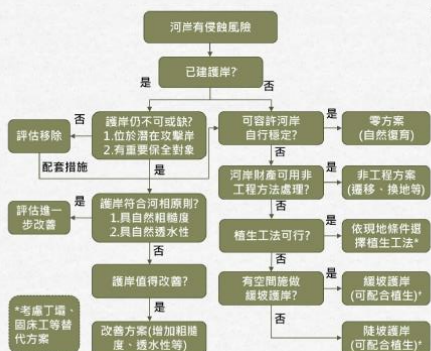 河岸有侵蝕風險
已建護岸?
是
否
護岸仍不可或缺?
1.位於潛在攻擊岸
2.有重要保全對象
可容許河岸
自行穩定?
是
零方案
(自然復育)
否
評估移除
配套措施
是
否
河岸財產可用非
工程方法處理?
是
非工程方案
(遷移、換地等)
護岸符合河相原則?
1.具自然粗糙度
2.具自然透水性
是
評估進一
步改善
否
植生工法可行?
是
依現地條件選
擇植生工法*
否
否
護岸值得改善?
有空間施做
緩坡護岸?
是
緩坡護岸
(可配合植生)*
是
否
*考慮丁壩、
固床工等替
代方案
改善方案(增加粗糙
度、透水性等)
陡坡護岸
(可配合植生)*